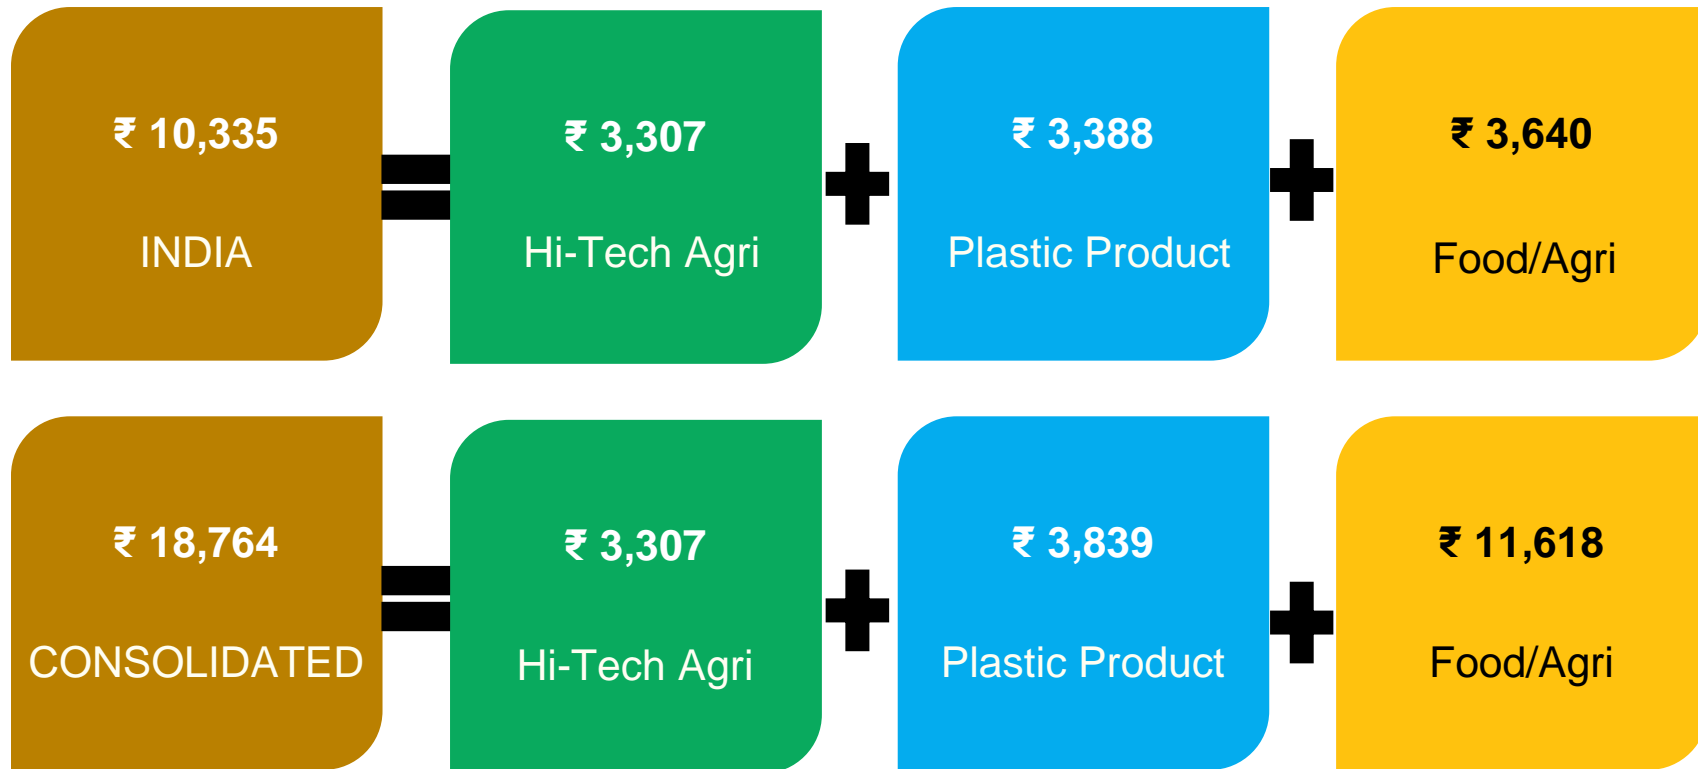 ₹ 10,335
INDIA
₹ 3,307
Hi-Tech Agri
₹ 3,388
Plastic Product
₹ 3,640
Food/Agri
₹ 18,764
CONSOLIDATED
₹ 3,307
Hi-Tech Agri
₹ 3,839
Plastic Product
₹ 11,618
Food/Agri